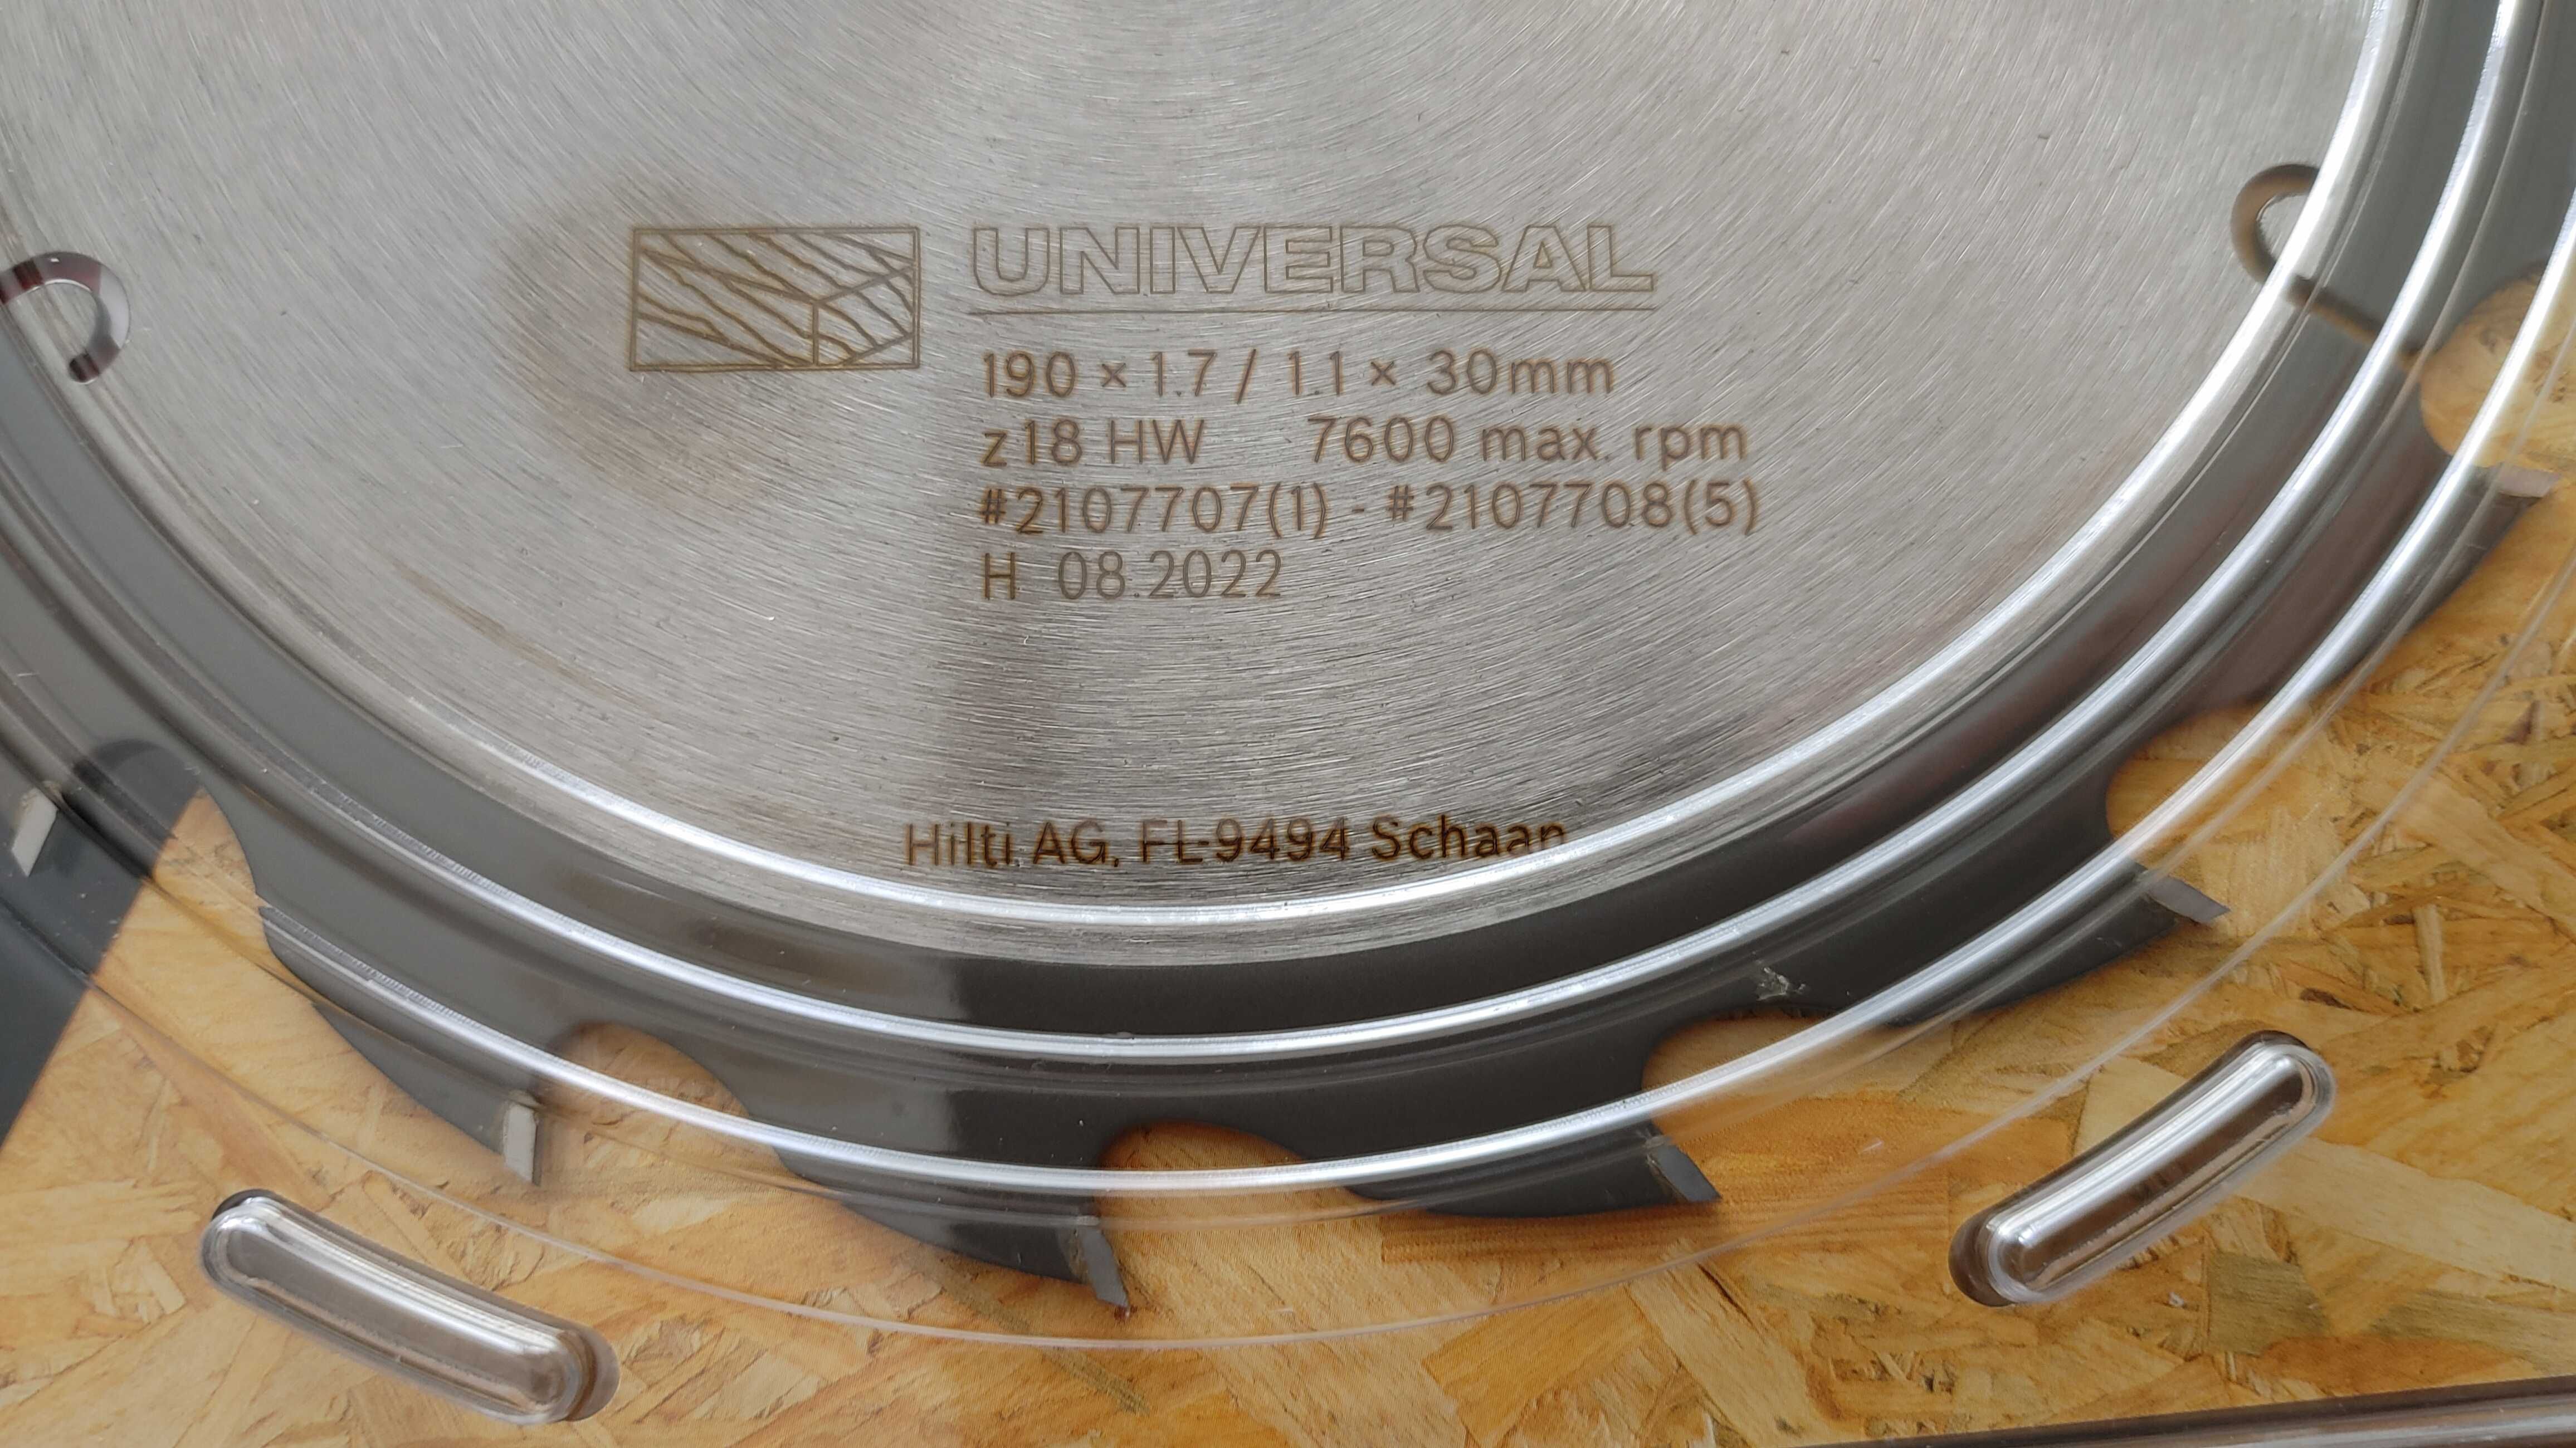 UNIVERSAL
190 × 1.7 / 1.1 × 30mm
z18 HW 7600 max. rpm
#2107707(1) - #2107708(5)
H 08.2022
Hilti AG, FL-9494 Schaan